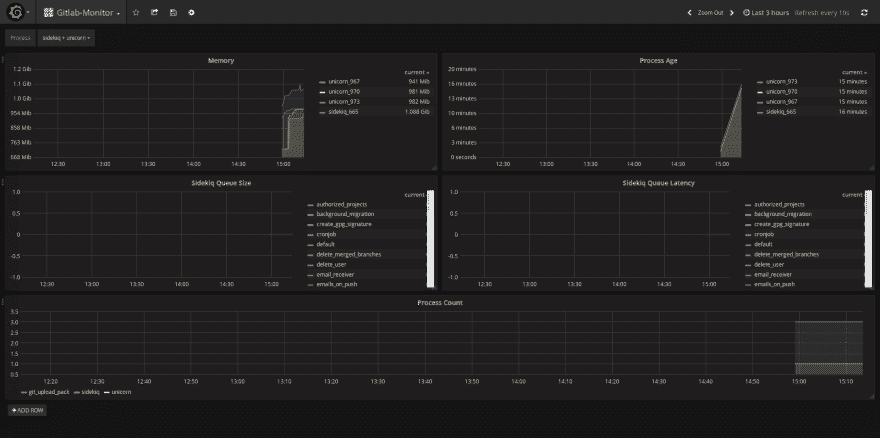 Gitlab-Monitor
Zoom Out
Last 3 hours
Refresh every 10s
Process
sidekiq + unicorn
Memory
1.2 Gib
1.1 Gib
1.0 Gib
954 Mib
858 Mib
763 Mib
668 Mib
12:30 13:00 13:30 14:00 14:30 15:00
current
unicorn_967 941 Mib
unicorn_970 981 Mib
unicorn_973 982 Mib
sidekiq_665 1.088 Gib
Process Age
20 minutes
16 minutes
13 minutes
10 minutes
6 minutes
3 minutes
0 seconds
12:30 13:00 13:30 14:00 14:30 15:00
current
unicorn_973 15 minutes
unicorn_970 15 minutes
unicorn_967 15 minutes
sidekiq_665 16 minutes
Sidekiq Queue Size
1.0
0.5
0
-0.5
-1.0
12:30 13:00 13:30 14:00 14:30 15:00
current
authorized_projects
background_migration
create_gpg_signature
cronjob
default
delete_merged_branches
delete_user
email_receiver
emails_on_push
Sidekiq Queue Latency
1.0
0.5
0
-0.5
-1.0
12:30 13:00 13:30 14:00 14:30 15:00
current
authorized_projects
background_migration
create_gpg_signature
cronjob
default
delete_merged_branches
delete_user
email_receiver
emails_on_push
Process Count
3.5
3.0
2.5
2.0
1.5
1.0
0.5
12:20 12:30 12:40 12:50 13:00 13:10 13:20 13:30 13:40 13:50 14:00 14:10 14:20 14:30 14:40 14:50 15:00 15:10
git_upload_pack sidekiq unicorn
+ ADD ROW